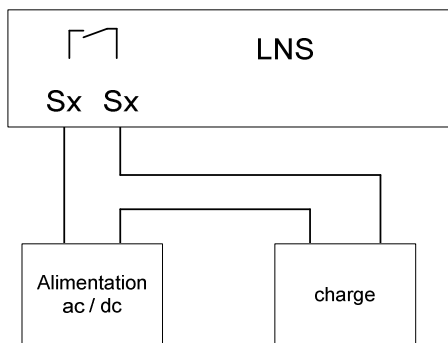 LNS
Sx Sx
Alimentation
ac / dc
charge